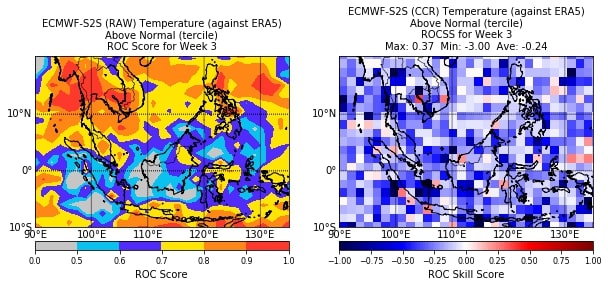 ECMWF-S2S (RAW) Temperature (against ERA5)
Above Normal (tercile)
ROC Score for Week 3
10°N
0°
10°S
90°E 100°E 110°E 120°E 130°E
0.0 0.5 0.6 0.7 0.8 0.9 1.0
ROC Score
ECMWF-S2S (CCR) Temperature (against ERA5)
Above Normal (tercile)
ROCSS for Week 3
Max: 0.37 Min: -3.00 Ave: -0.24
10°N
0°
10°S
90°E 100°E 110°E 120°E 130°E
−1.00 −0.75 −0.50 −0.25 0.00 0.25 0.50 0.75 1.00
ROC Skill Score